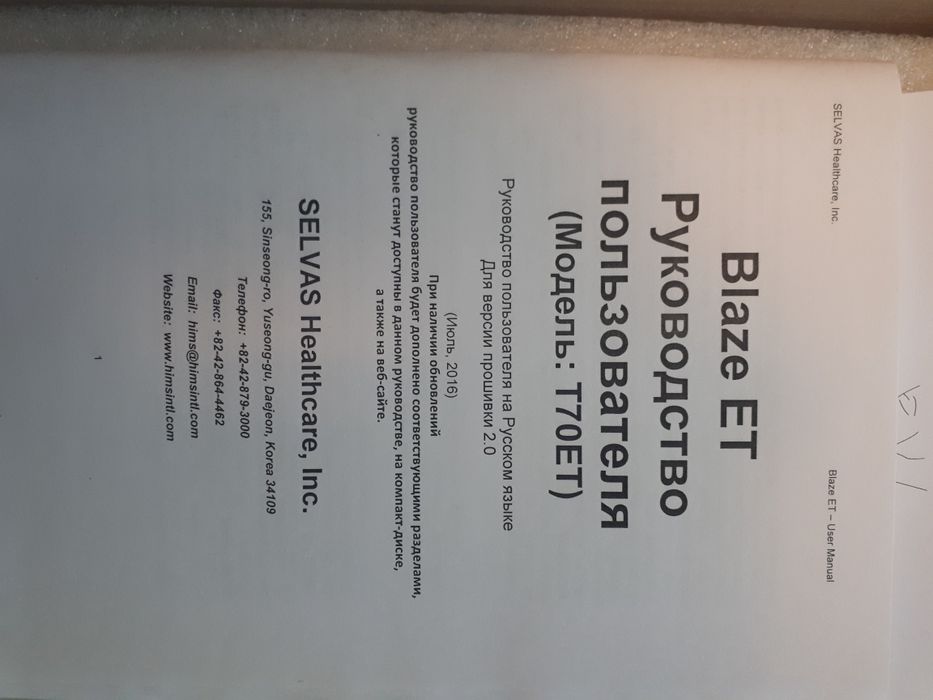 SELVAS Healthcare, Inc. Blaze ET – User Manual
Blaze ET
Руководство
пользователя
(Модель: T70ET)
Руководство пользователя на Русском языке
Для версии прошивки 2.0
(Июль, 2016)
При наличии обновлений
руководство пользователя будет дополнено соответствующими разделами,
которые станут доступны в данном руководстве, на компакт-диске,
а также на веб-сайте.
SELVAS Healthcare, Inc.
155, Sinseong-ro, Yuseong-gu, Daejeon, Korea 34109
Телефон: +82-42-879-3000
Факс: +82-42-864-4462
Email: hims@himsintl.com
Website: www.himsintl.com
1